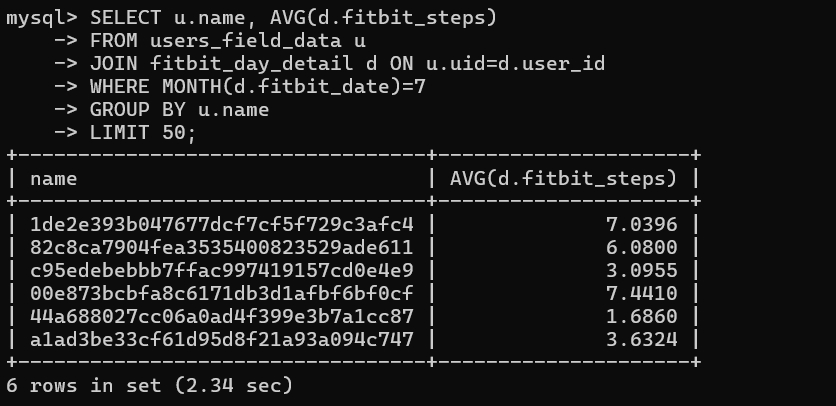 mysql> SELECT u.name, AVG(d.fitbit_steps)
    -> FROM users_field_data u
    -> JOIN fitbit_day_detail d ON u.uid=d.user_id
    -> WHERE MONTH(d.fitbit_date)=7
    -> GROUP BY u.name
    -> LIMIT 50;
+----------------------------------+---------------------+
| name                             | AVG(d.fitbit_steps) |
+----------------------------------+---------------------+
| 1de2e393b047677dcf7cf5f729c3afc4 |              7.0396 |
| 82c8ca7904fea3535400823529ade611 |              6.0800 |
| c95edebebbb7ffac997419157cd0e4e9 |              3.0955 |
| 00e873bcbfa8c6171db3d1afbf6bf0cf |              7.4410 |
| 44a688027cc06a0ad4f399e3b7a1cc87 |              1.6860 |
| a1ad3be33cf61d95d8f21a93a094c747 |              3.6324 |
+----------------------------------+---------------------+
6 rows in set (2.34 sec)